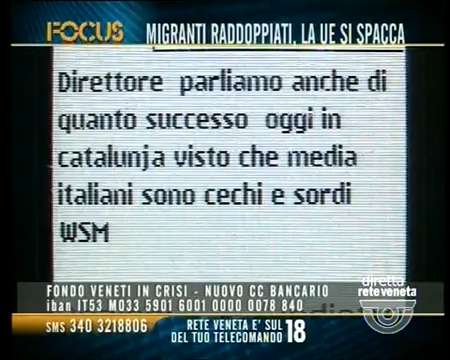 FOCUS MIGRANTI RADDOPPIATI, LA UE SI SPACCA
Direttore parliamo anche di
quanto successo oggi in
catalunja visto che media
italiani sono cechi e sordi
WSM
FONDO VENETI IN CRISI - NUOVO CC BANCARIO
iban IT53 M033 5901 6001 0000 0078 840
diretta
reteveneta
SMS 340 3218806
RETE VENETA E' SUL
DEL TUO TELECOMANDO 18